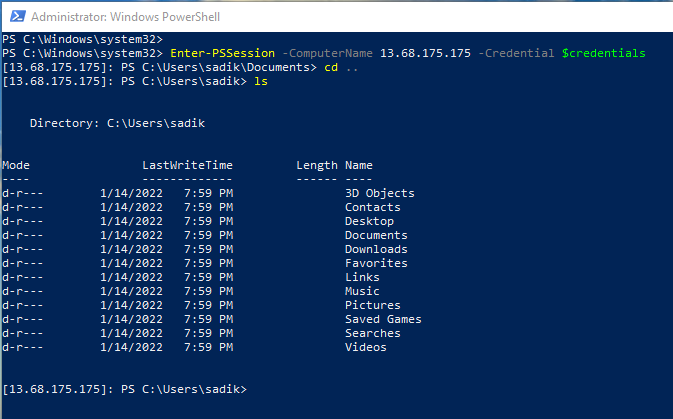 Administrator: Windows PowerShell
PS C:\Windows\system32>
PS C:\Windows\system32> Enter-PSSession -ComputerName 13.68.175.175 -Credential $credentials
[13.68.175.175]: PS C:\Users\sadik\Documents> cd ..
[13.68.175.175]: PS C:\Users\sadik> ls
Directory: C:\Users\sadik
Mode                LastWriteTime         Length Name
----                -------------         ------ ----
d-r---        1/14/2022   7:59 PM                3D Objects
d-r---        1/14/2022   7:59 PM                Contacts
d-r---        1/14/2022   7:59 PM                Desktop
d-r---        1/14/2022   7:59 PM                Documents
d-r---        1/14/2022   7:59 PM                Downloads
d-r---        1/14/2022   7:59 PM                Favorites
d-r---        1/14/2022   7:59 PM                Links
d-r---        1/14/2022   7:59 PM                Music
d-r---        1/14/2022   7:59 PM                Pictures
d-r---        1/14/2022   7:59 PM                Saved Games
d-r---        1/14/2022   7:59 PM                Searches
d-r---        1/14/2022   7:59 PM                Videos
[13.68.175.175]: PS C:\Users\sadik>